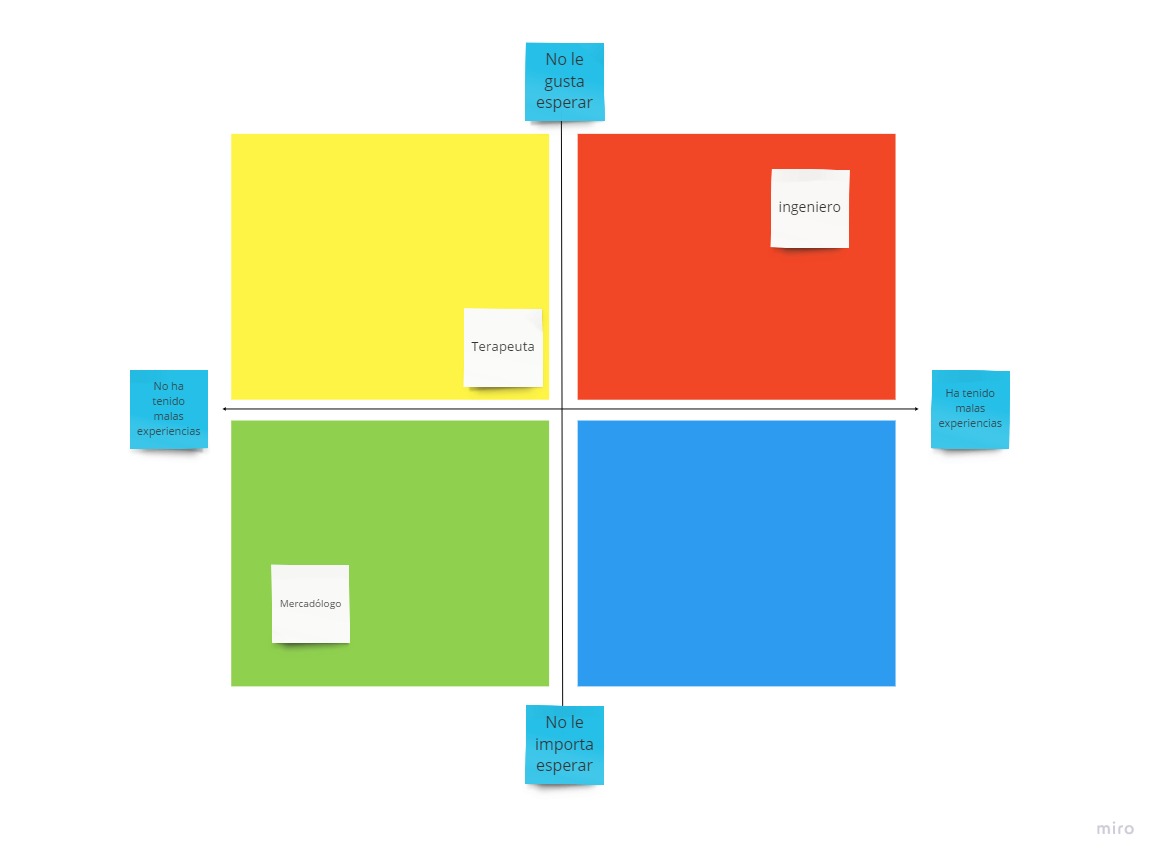 No le
gusta
esperar
ingeniero
Terapeuta
No ha
tenido
malas
experiencias
Ha tenido
malas
experiencias
Mercadólogo
No le
importa
esperar
miro